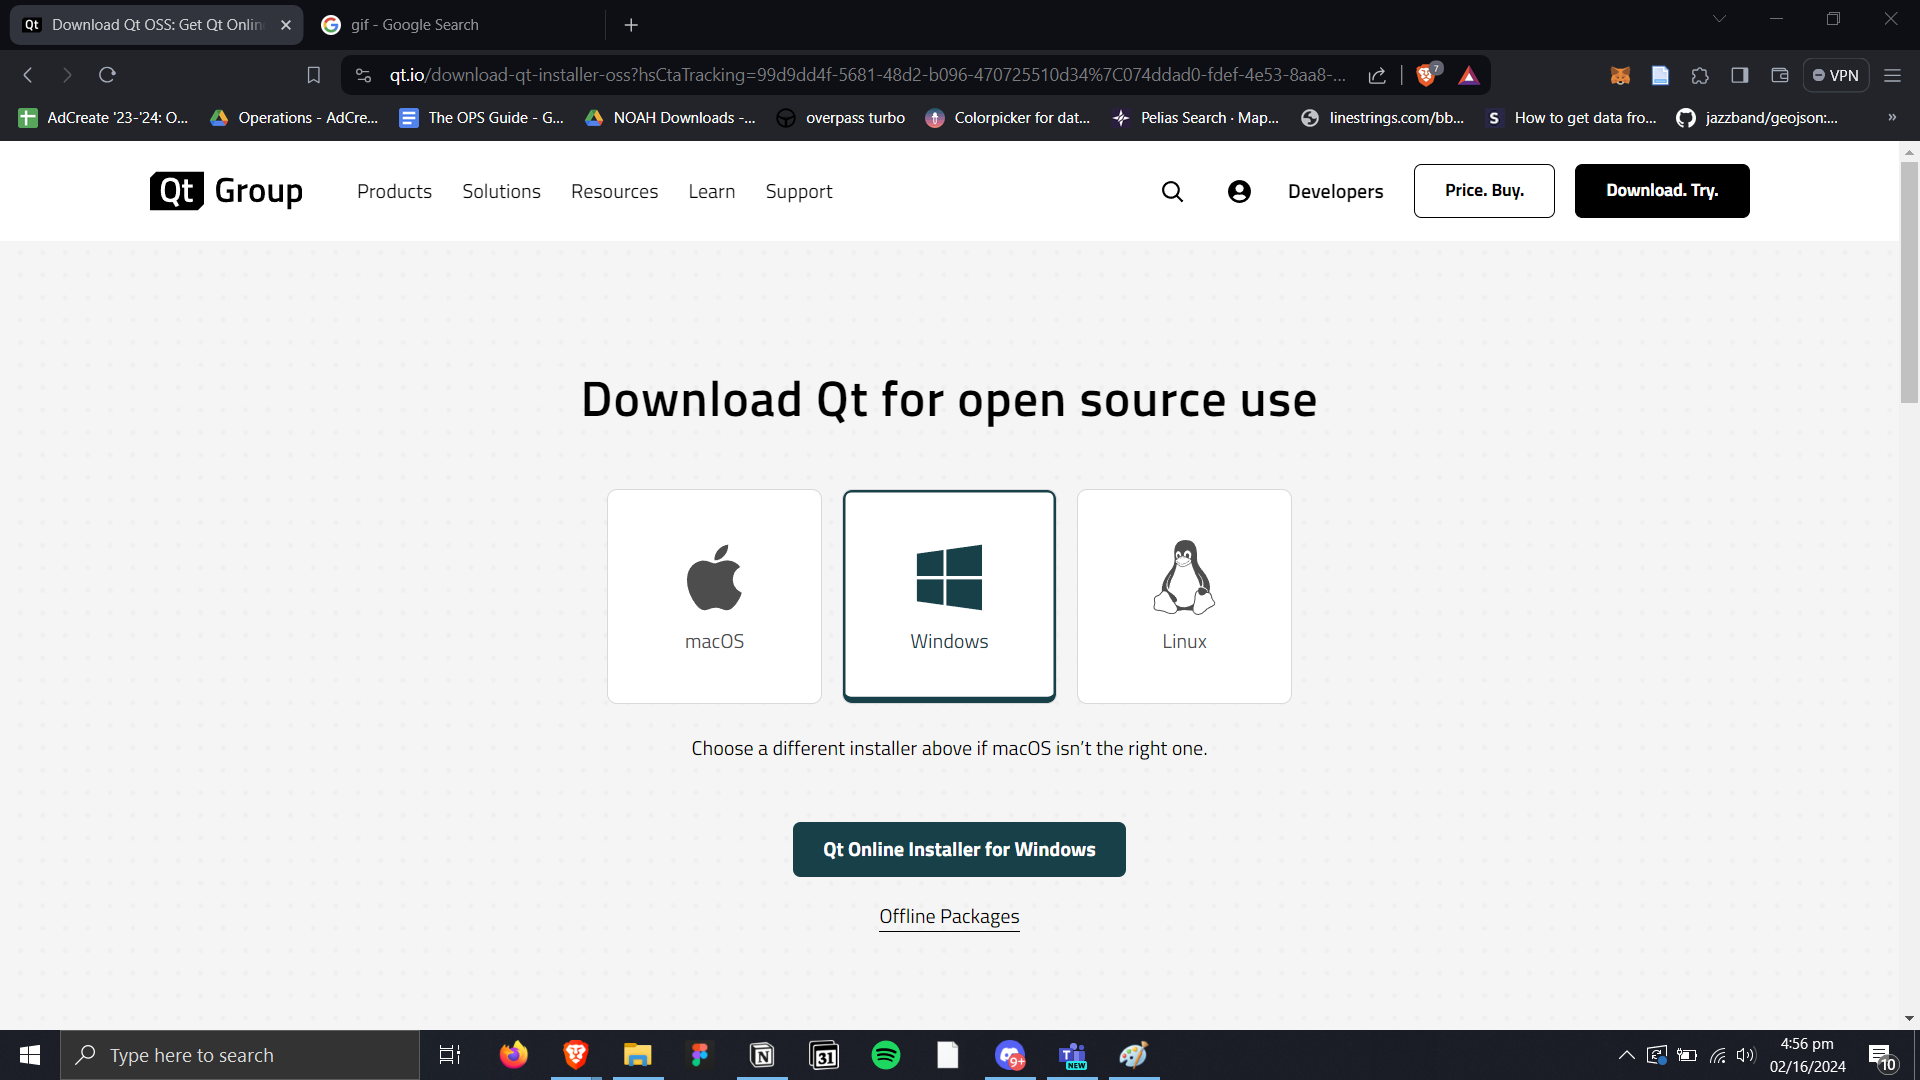 Qt Download Qt OSS: Get Qt Onlin
gif - Google Search
qt.io/download-qt-installer-oss?hsCtaTracking=99d9dd4f-5681-48d2-b096-470725510d34%7C074ddad0-fdef-4e53-8aa8-...
7
VPN
AdCreate '23-'24: O...
Operations - AdCre...
The OPS Guide - G...
NOAH Downloads -...
overpass turbo
Colorpicker for dat...
Pelias Search · Map...
linestrings.com/bb...
S How to get data fro...
jazzband/geojson:...
»
Qt Group
Products
Solutions
Resources
Learn
Support
Developers
Price. Buy.
Download. Try.
Download Qt for open source use
macOS
Windows
Linux
Choose a different installer above if macOS isn’t the right one.
Qt Online Installer for Windows
Offline Packages
Type here to search
31
9+
NEW
4:56 pm
02/16/2024
10